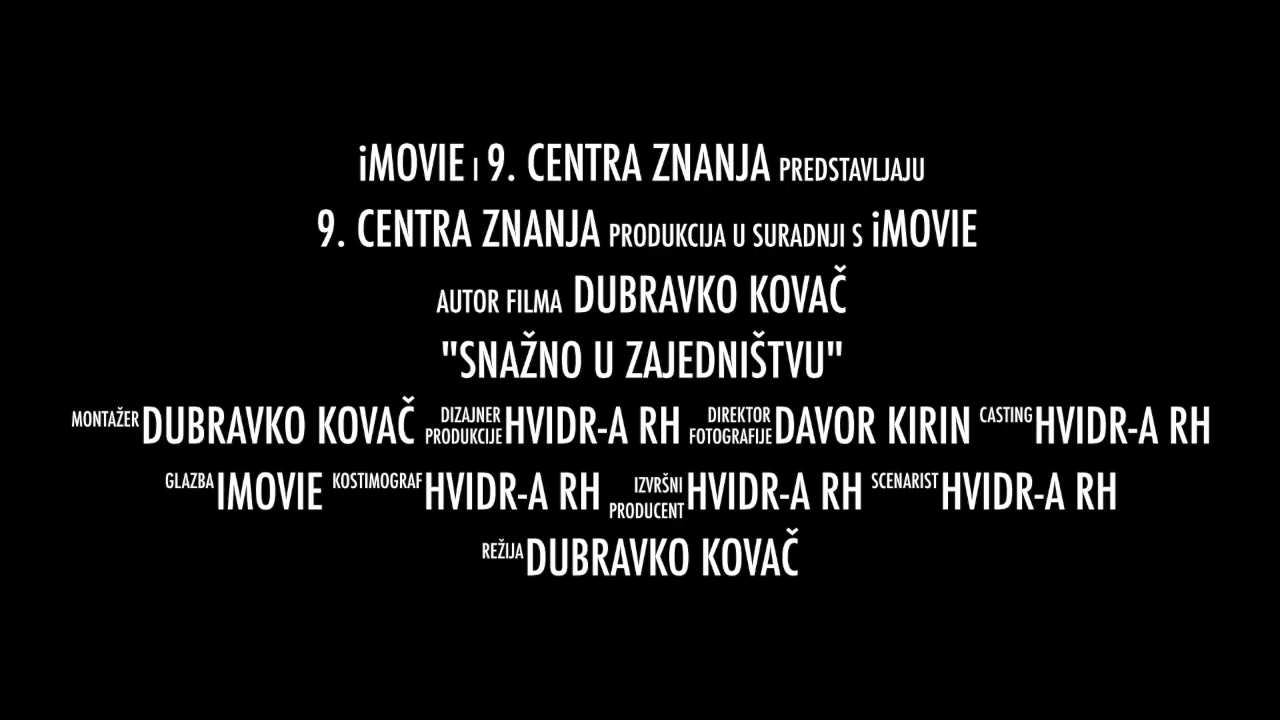 iMOVIE I 9. CENTRA ZNANJA PREDSTAVLJAJU
9. CENTRA ZNANJA PRODUKCIJA U SURADNJI S iMOVIE
AUTOR FILMA DUBRAVKO KOVAČ
"SNAŽNO U ZAJEDNIŠTVU"
MONTAŽER DUBRAVKO KOVAČ DIZAJNER PRODUKCIJE HVIDR-A RH DIREKTOR FOTOGRAFIJE DAVOR KIRIN CASTING HVIDR-A RH
GLAZBA IMOVIE KOSTIMOGRAF HVIDR-A RH IZVRŠNI PRODUCENT HVIDR-A RH SCENARIST HVIDR-A RH
REŽIJA DUBRAVKO KOVAČ